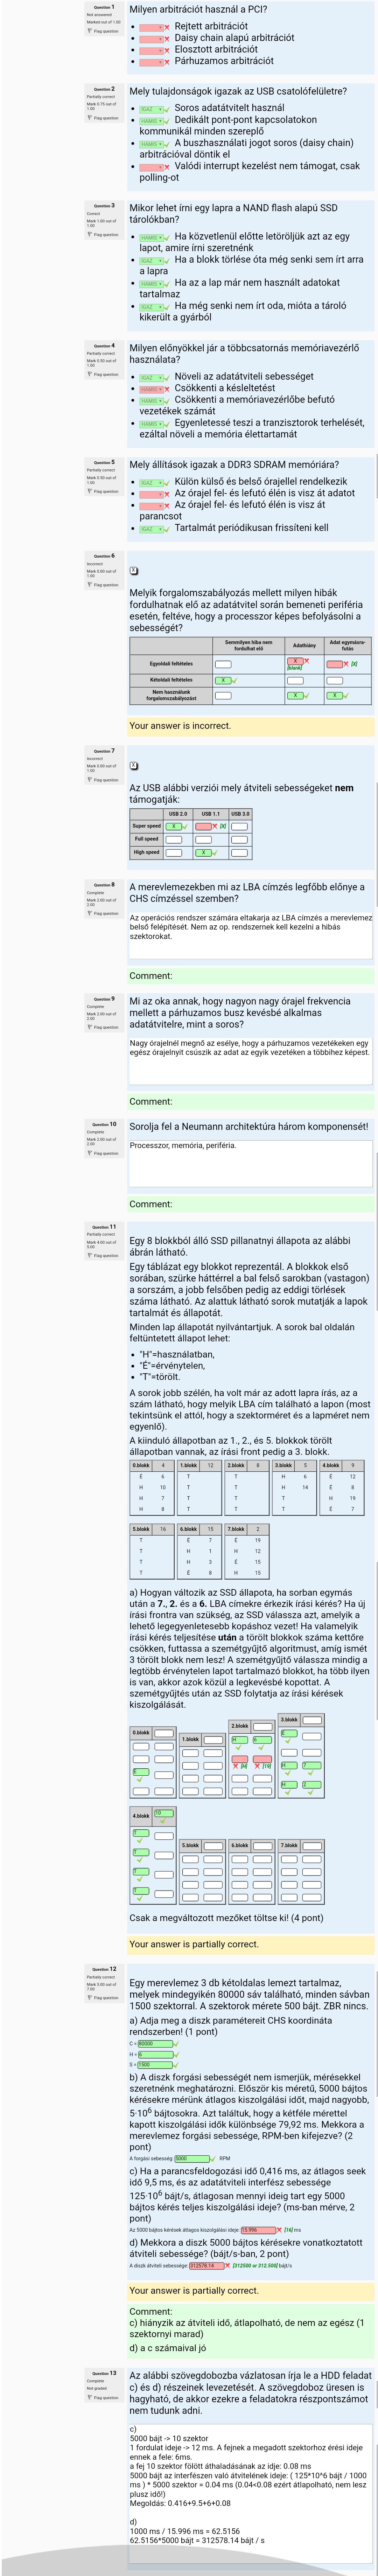 Question 1
Not answered
Marked out of 1.00
Flag question
Milyen arbitrációt használ a PCI?
Rejtett arbitrációt
Daisy chain alapú arbitrációt
Elosztott arbitrációt
Párhuzamos arbitrációt
Question 2
Partially correct
Mark 0.75 out of
1.00
Flag question
Mely tulajdonságok igazak az USB csatolófelületre?
IGAZ Soros adatátvitelt használ
HAMIS Dedikált pont-pont kapcsolatokon
kommunikál minden szereplő
HAMIS A buszhasználati jogot soros (daisy chain)
arbitrációval döntik el
Valódi interrupt kezelést nem támogat, csak
polling-ot
Question 3
Correct
Mark 1.00 out of
1.00
Flag question
Mikor lehet írni egy lapra a NAND flash alapú SSD
tárolókban?
HAMIS Ha közvetlenül előtte letöröljük azt az egy
lapot, amire írni szeretnénk
IGAZ Ha a blokk törlése óta még senki sem írt arra
a lapra
HAMIS Ha az a lap már nem használt adatokat
tartalmaz
IGAZ Ha még senki nem írt oda, mióta a tároló
kikerült a gyárból
Question 4
Partially correct
Mark 0.50 out of
1.00
Flag question
Milyen előnyökkel jár a többcsatornás memóriavezérlő
használata?
IGAZ Növeli az adatátviteli sebességet
HAMIS Csökkenti a késleltetést
HAMIS Csökkenti a memóriavezérlőbe befutó
vezetékek számát
HAMIS Egyenletessé teszi a tranzisztorok terhelését,
ezáltal növeli a memória élettartamát
Question 5
Partially correct
Mark 0.50 out of
1.00
Flag question
Mely állítások igazak a DDR3 SDRAM memóriára?
IGAZ Külön külső és belső órajellel rendelkezik
Az órajel fel- és lefutó élén is visz át adatot
Az órajel fel- és lefutó élén is visz át
parancsot
IGAZ Tartalmát periódikusan frissíteni kell
Question 6
Incorrect
Mark 0.00 out of
1.00
Flag question
X
Melyik forgalomszabályozás mellett milyen hibák
fordulhatnak elő az adatátvitel során bemeneti periféria
esetén, feltéve, hogy a processzor képes befolyásolni a
sebességét?
Semmilyen hiba nem fordulhat elő Adathiány Adat egymásra-futás
Egyoldali feltételes X [blank] [X]
Kétoldali feltételes X
Nem használunk forgalomszabályozást X X
Your answer is incorrect.
Question 7
Incorrect
Mark 0.00 out of
1.00
Flag question
X
Az USB alábbi verziói mely átviteli sebességeket nem
támogatják:
USB 2.0 USB 1.1 USB 3.0
Super speed X [X]
Full speed
High speed X
Question 8
Complete
Mark 2.00 out of
2.00
Flag question
A merevlemezekben mi az LBA címzés legfőbb előnye a
CHS címzéssel szemben?
Az operációs rendszer számára eltakarja az LBA címzés a merevlemez
belső felépítését. Nem az op. rendszernek kell kezelni a hibás
szektorokat.
Comment:
Question 9
Complete
Mark 2.00 out of
2.00
Flag question
Mi az oka annak, hogy nagyon nagy órajel frekvencia
mellett a párhuzamos busz kevésbé alkalmas
adatátvitelre, mint a soros?
Nagy órajelnél megnő az esélye, hogy a párhuzamos vezetékeken egy
egész órajelnyit csúszik az adat az egyik vezetéken a többihez képest.
Comment:
Question 10
Complete
Mark 2.00 out of
2.00
Flag question
Sorolja fel a Neumann architektúra három komponensét!
Processzor, memória, periféria.
Comment:
Question 11
Partially correct
Mark 4.00 out of
5.00
Flag question
Egy 8 blokkból álló SSD pillanatnyi állapota az alábbi
ábrán látható.
Egy táblázat egy blokkot reprezentál. A blokkok első
sorában, szürke háttérrel a bal felső sarokban (vastagon)
a sorszám, a jobb felsőben pedig az eddigi törlések
száma látható. Az alattuk látható sorok mutatják a lapok
tartalmát és állapotát.
Minden lap állapotát nyilvántartjuk. A sorok bal oldalán
feltüntetett állapot lehet:
"H"=használatban,
"É"=érvénytelen,
"T"=törölt.
A sorok jobb szélén, ha volt már az adott lapra írás, az a
szám látható, hogy melyik LBA cím található a lapon (most
tekintsünk el attól, hogy a szektorméret és a lapméret nem
egyenlő).
A kiinduló állapotban az 1., 2., és 5. blokkok törölt
állapotban vannak, az írási front pedig a 3. blokk.
0.blokk 4 1.blokk 12 2.blokk 8 3.blokk 5 4.blokk 9
É 6 T T H 6 É 12
H 10 T T H 14 É 8
H 7 T T T H 19
H 8 T T T É 7
5.blokk 16 6.blokk 15 7.blokk 2
T É 7 É 19
T H 1 H 12
T H 3 É 15
T É 8 H 15
a) Hogyan változik az SSD állapota, ha sorban egymás
után a 7., 2. és a 6. LBA címekre érkezik írási kérés? Ha új
írási frontra van szükség, az SSD válassza azt, amelyik a
lehető legegyenletesebb kopáshoz vezet! Ha valamelyik
írási kérés teljesítése után a törölt blokkok száma kettőre
csökken, futtassa a szemétgyűjtő algoritmust, amíg ismét
3 törölt blokk nem lesz! A szemétgyűjtő válassza mindig a
legtöbb érvénytelen lapot tartalmazó blokkot, ha több ilyen
is van, akkor azok közül a legkevésbé kopottat. A
szemétgyűjtés után az SSD folytatja az írási kérések
kiszolgálását.
0.blokk
É
1.blokk
2.blokk
H 6
[H] [19]
3.blokk
É
H 7
H 2
4.blokk 10
T
T
T
T
5.blokk 6.blokk 7.blokk
Csak a megváltozott mezőket töltse ki! (4 pont)
Your answer is partially correct.
Question 12
Partially correct
Mark 5.00 out of
7.00
Flag question
Egy merevlemez 3 db kétoldalas lemezt tartalmaz,
melyek mindegyikén 80000 sáv található, minden sávban
1500 szektorral. A szektorok mérete 500 bájt. ZBR nincs.
a) Adja meg a diszk paramétereit CHS koordináta
rendszerben! (1 pont)
C = 80000
H = 6
S = 1500
b) A diszk forgási sebességét nem ismerjük, mérésekkel
szeretnénk meghatározni. Először kis méretű, 5000 bájtos
kérésekre mérünk átlagos kiszolgálási időt, majd nagyobb,
5·10⁶ bájtosokra. Azt találtuk, hogy a kétféle mérettel
kapott kiszolgálási idők különbsége 79,92 ms. Mekkora a
merevlemez forgási sebessége, RPM-ben kifejezve? (2
pont)
A forgási sebesség: 5000 RPM
c) Ha a parancsfeldogozási idő 0,416 ms, az átlagos seek
idő 9,5 ms, és az adatátviteli interfész sebessége
125·10⁶ bájt/s, átlagosan mennyi ideig tart egy 5000
bájtos kérés teljes kiszolgálási ideje? (ms-ban mérve, 2
pont)
Az 5000 bájtos kérések átlagos kiszolgálási ideje: 15.996 [16] ms
d) Mekkora a diszk 5000 bájtos kérésekre vonatkoztatott
átviteli sebessége? (bájt/s-ban, 2 pont)
A diszk átviteli sebessége: 312578.14 [312500 or 312.500] bájt/s
Your answer is partially correct.
Comment:
c) hiányzik az átviteli idő, átlapolható, de nem az egész (1
szektornyi marad)
d) a c számaival jó
Question 13
Complete
Not graded
Flag question
Az alábbi szövegdobozba vázlatosan írja le a HDD feladat
c) és d) részeinek levezetését. A szövegdoboz üresen is
hagyható, de akkor ezekre a feladatokra részpontszámot
nem tudunk adni.
c)
5000 bájt -> 10 szektor
1 fordulat ideje -> 12 ms. A fejnek a megadott szektorhoz érési ideje
ennek a fele: 6ms.
a fej 10 szektor fölött áthaladásának az idje: 0.08 ms
5000 bájt az interfészen való átvitelének ideje: ( 125*10^6 bájt / 1000
ms ) * 5000 szektor = 0.04 ms (0.04<0.08 ezért átlapolható, nem lesz
plusz idő!)
Megoldás: 0.416+9.5+6+0.08
d)
1000 ms / 15.996 ms = 62.5156
62.5156*5000 bájt = 312578.14 bájt / s